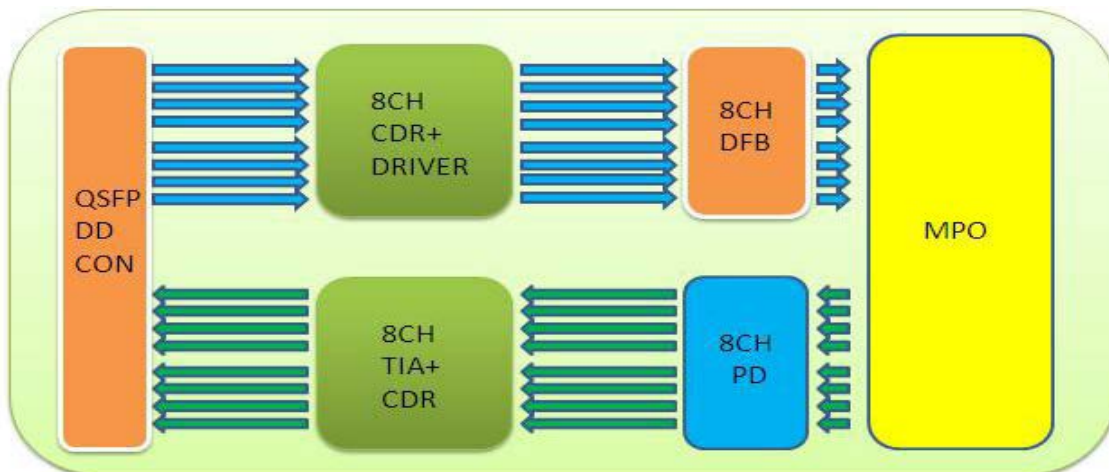 QSFP
DD
CON
8CH
CDR+
DRIVER
8CH
DFB
MPO
8CH
TIA+
CDR
8CH
PD